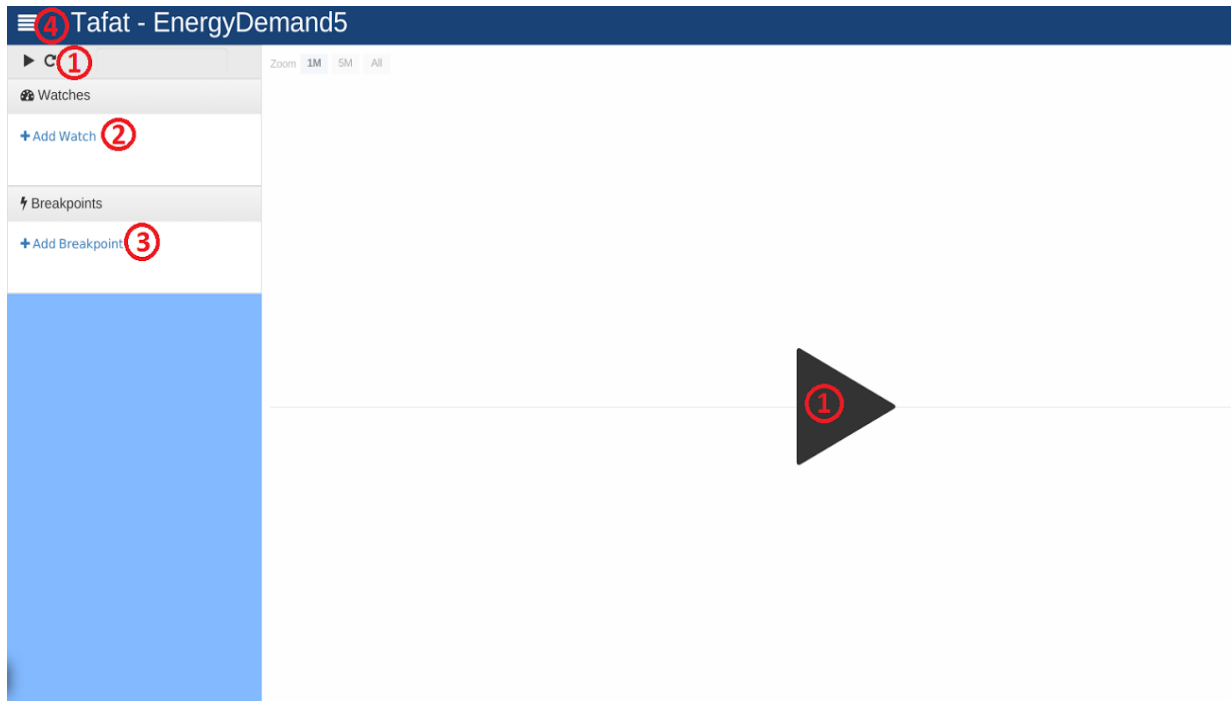 4 Tafat - EnergyDemand5
1
Zoom 1M 5M All
Watches
+ Add Watch 2
Breakpoints
+ Add Breakpoint 3
1